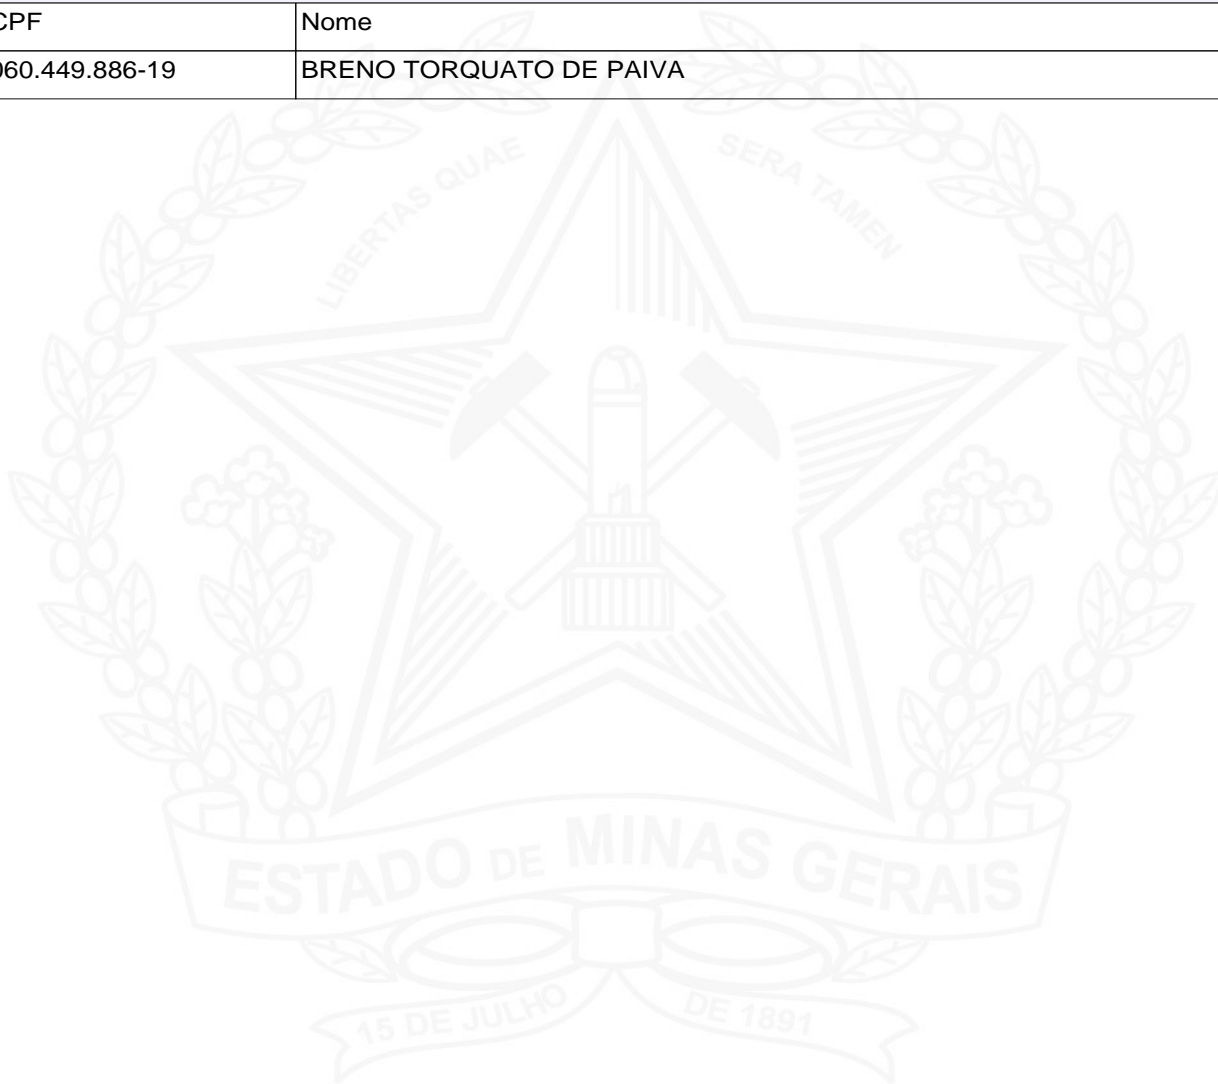 CPF Nome
060.449.886-19 BRENO TORQUATO DE PAIVA
LIBERTAS QUAE SERA TAMEN
ESTADO DE MINAS GERAIS
15 DE JULHO DE 1891